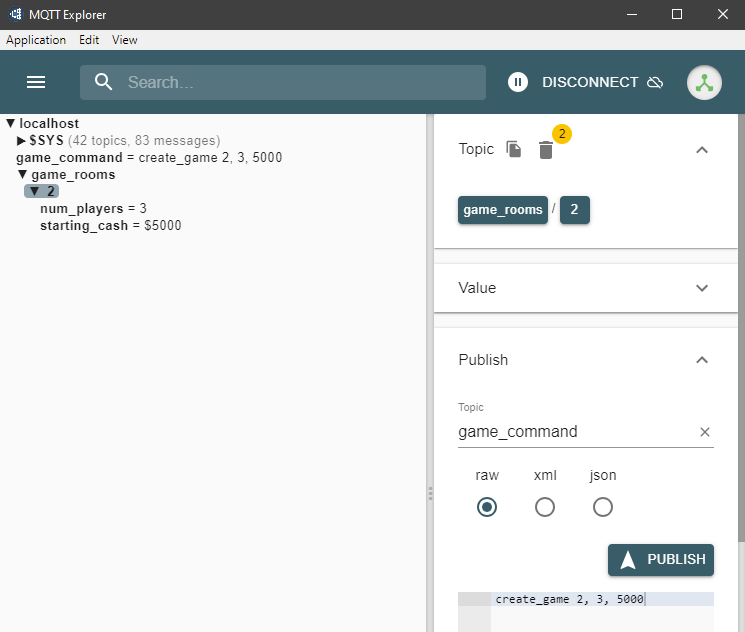 MQTT Explorer
Application Edit View
Search...
DISCONNECT
▼ localhost
▶ $SYS (42 topics, 83 messages)
game_command = create_game 2, 3, 5000
▼ game_rooms
▼ 2
num_players = 3
starting_cash = $5000
Topic 2
game_rooms / 2
Value
Publish
Topic
game_command
raw xml json
PUBLISH
create_game 2, 3, 5000